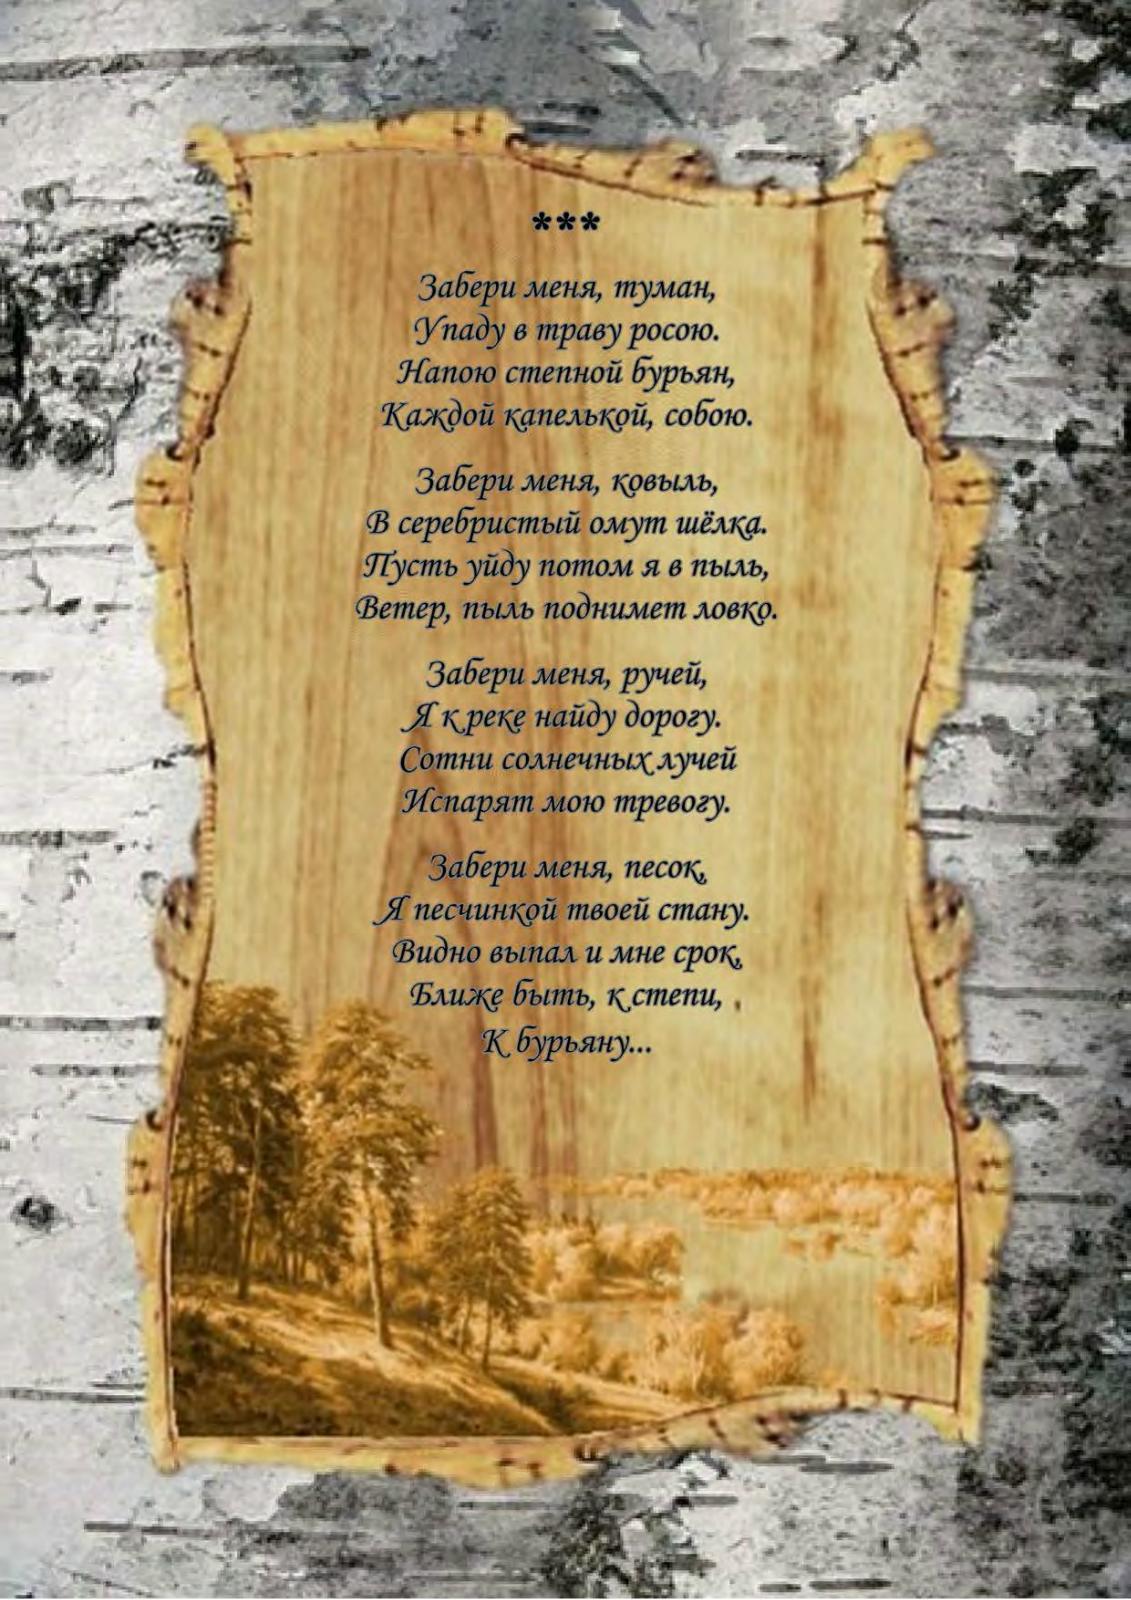 ***
Забери меня, туман,
Упаду в траву росою.
Напою степной бурьян,
Каждой капелькой, собою.
Забери меня, ковыль,
В серебристый омут шёлка.
Пусть уйду потом я в пыль,
Ветер, пыль поднимет ловко.
Забери меня, ручей,
Я к реке найду дорогу.
Сотни солнечных лучей
Испарят мою тревогу.
Забери меня, песок,
Я песчинкой твоей стану.
Видно выпал и мне срок,
Ближе быть, к степи, ,
К бурьяну...